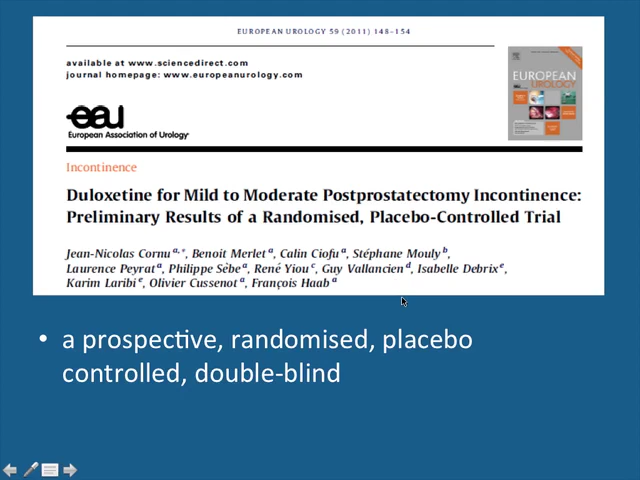 EUROPEAN UROLOGY 59 (2011) 148–154
available at www.sciencedirect.com
journal homepage: www.europeanurology.com
EUROPEAN
UROLOGY
eau
European Association of Urology
Incontinence
Duloxetine for Mild to Moderate Postprostatectomy Incontinence:
Preliminary Results of a Randomised, Placebo-Controlled Trial
Jean-Nicolas Cornu a,*, Benoit Merlet a, Calin Ciofu a, Stéphane Mouly b,
Laurence Peyrat a, Philippe Sèbe a, René Yiou c, Guy Vallancien d, Isabelle Debrix e,
Karim Laribi e, Olivier Cussenot a, François Haab a
• a prospective, randomised, placebo
controlled, double-blind